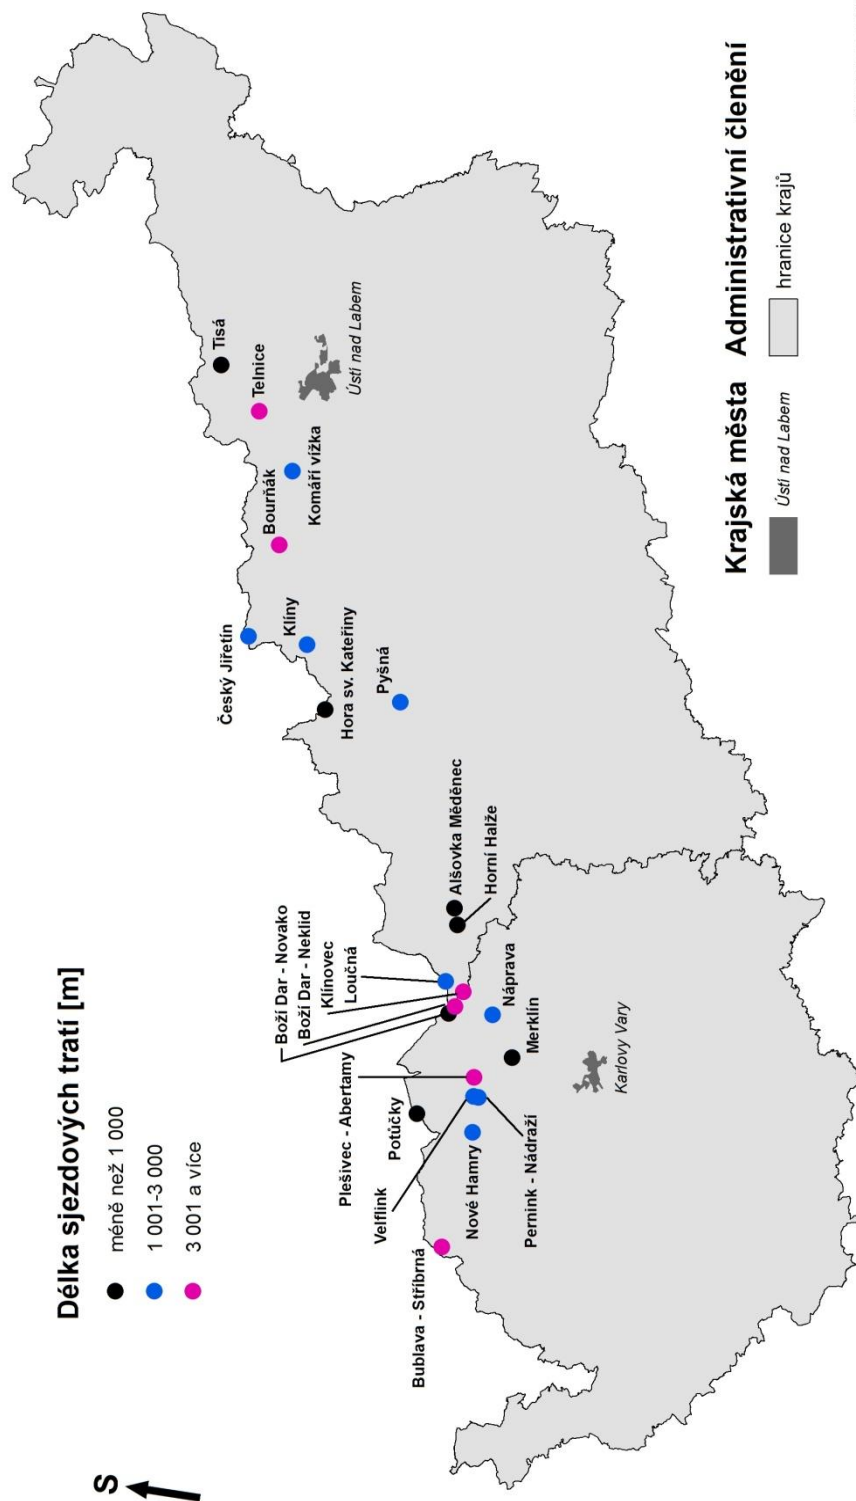 S
Délka sjezdových tratí [m]
méně než 1 000
1 001-3 000
3 001 a více
Boží Dar - Novako
Boží Dar - Neklid
Klínovec
Loučná
Plešivec - Abertamy
Potůčky
Velflink
Bublava - Stříbrná
Nové Hamry
Pernink - Nádraží
Merklín
Náprava
Karlovy Vary
Alšovka Měděnec
Horní Halže
Český Jiřetín
Klíny
Hora sv. Kateřiny
Pyšná
Bouřňák
Komáří vížka
Telnice
Tisá
Ústí nad Labem
Krajská města
Ústí nad Labem
Administrativní členění
hranice krajů